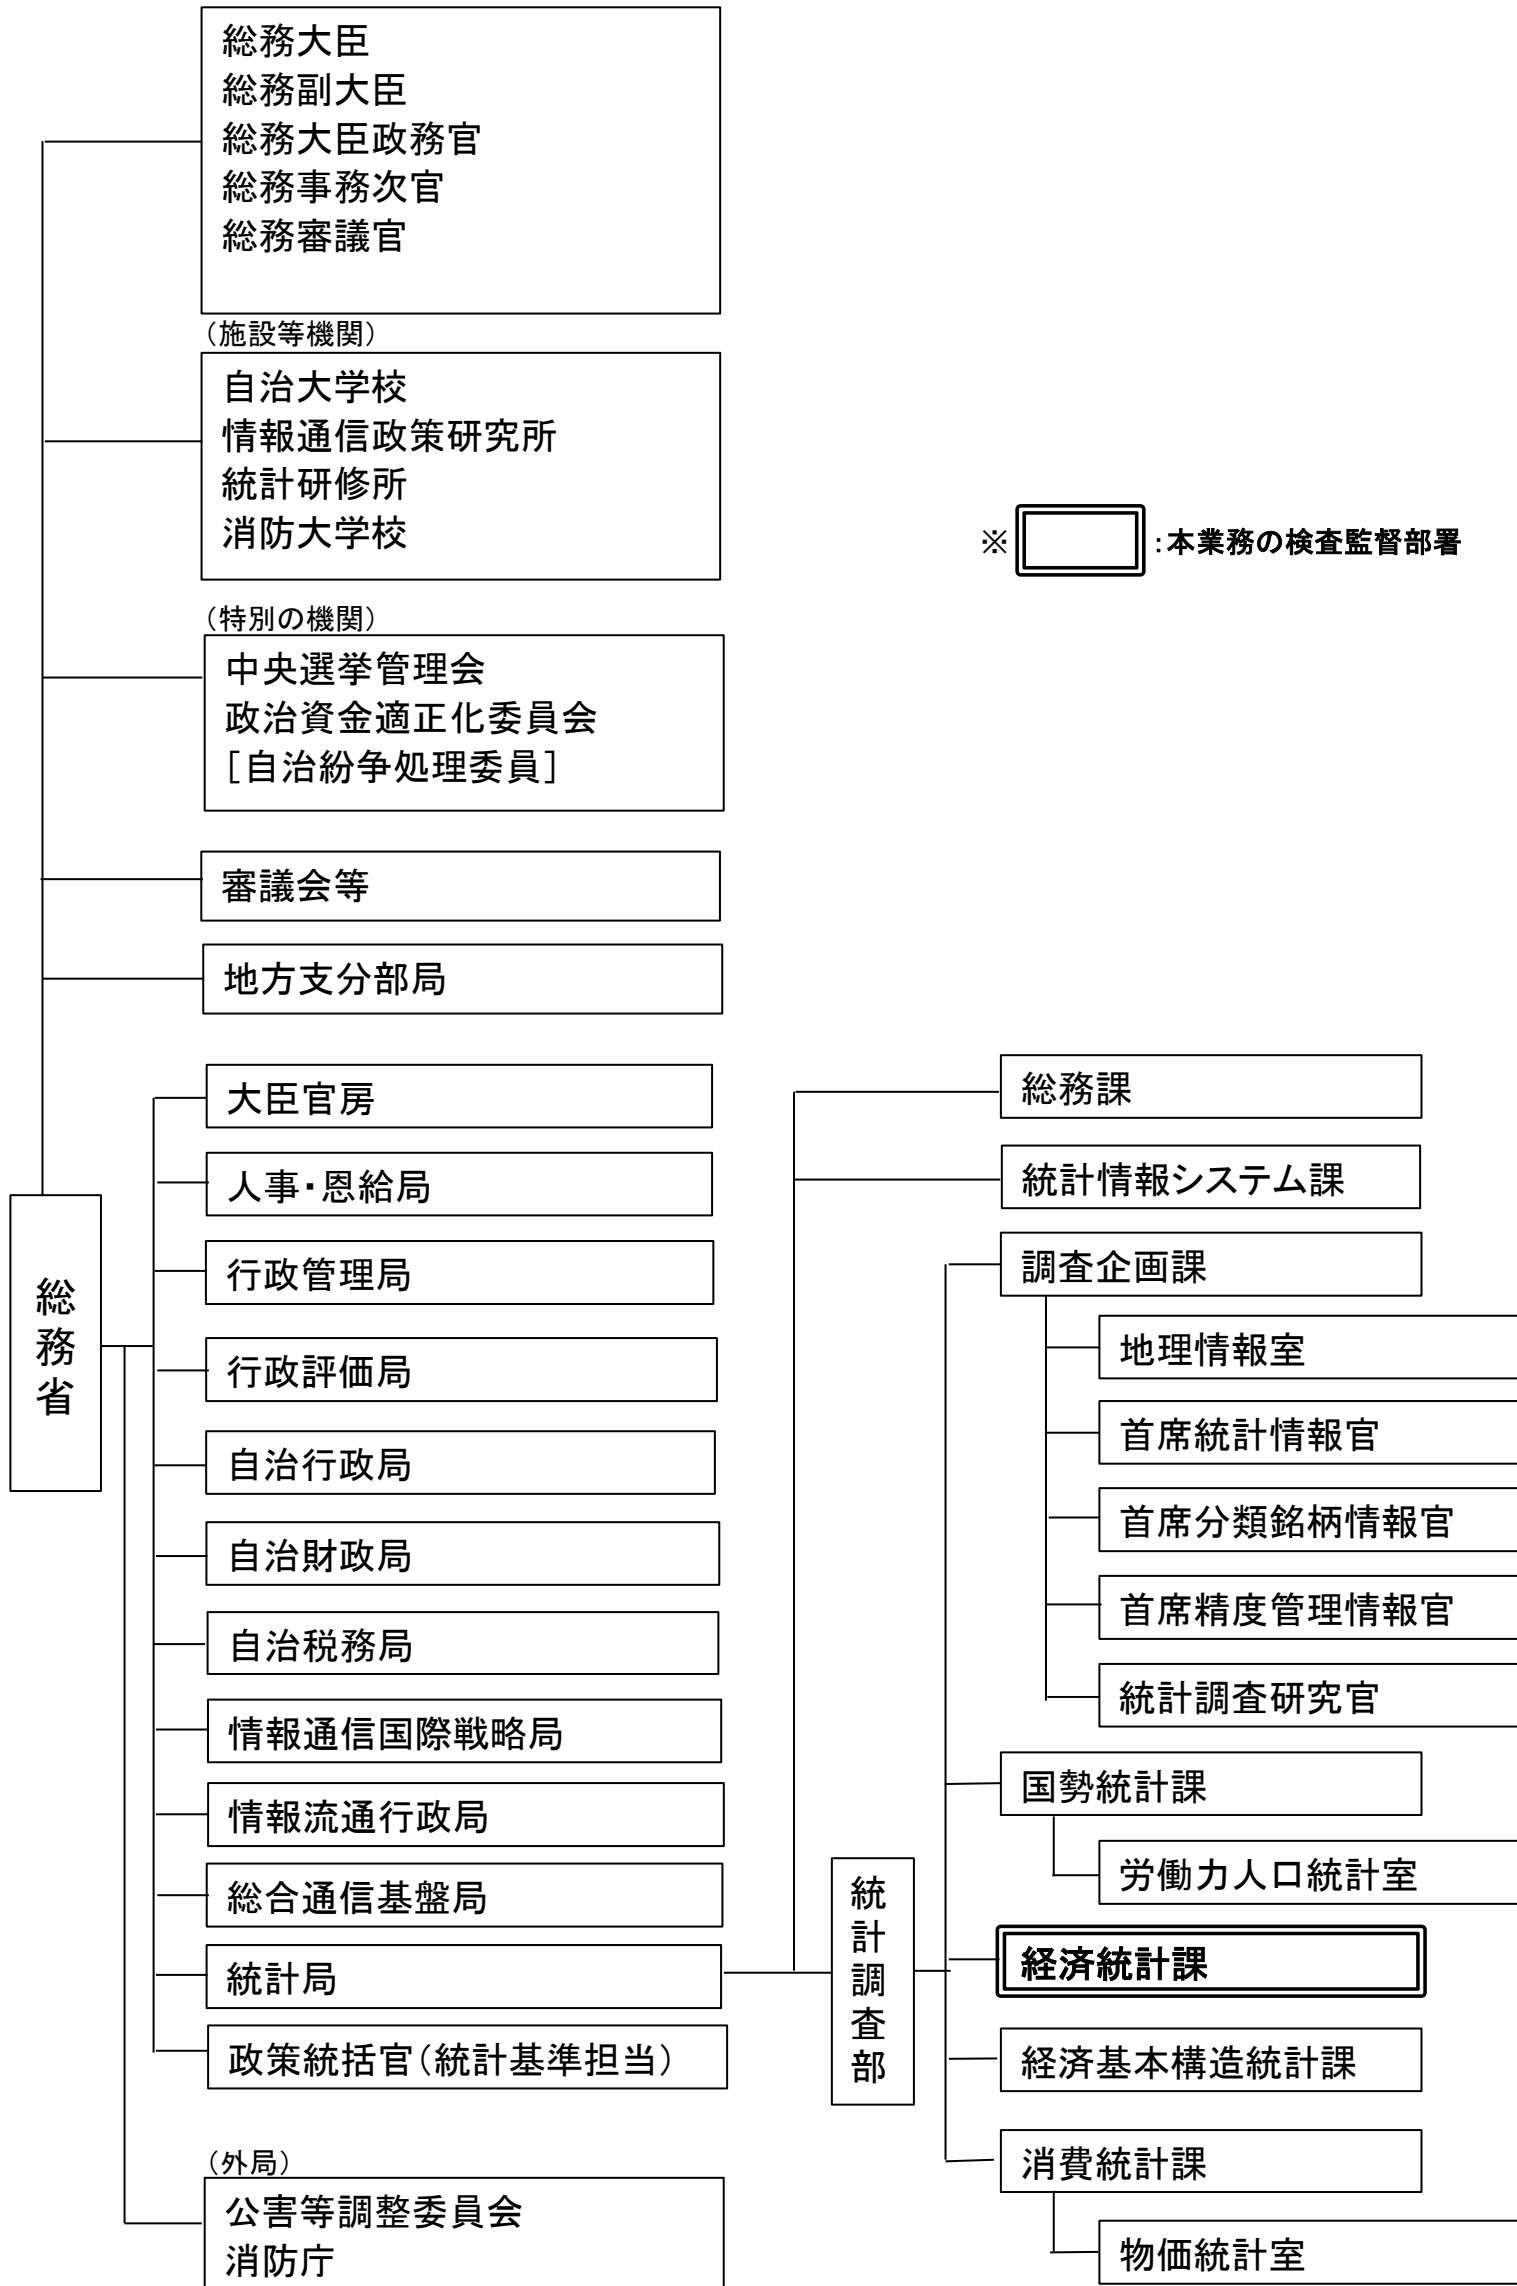 総務大臣
総務副大臣
総務大臣政務官
総務事務次官
総務審議官
（施設等機関）
自治大学校
情報通信政策研究所
統計研修所
消防大学校
※ ：本業務の検査監督部署
（特別の機関）
中央選挙管理会
政治資金適正化委員会
［自治紛争処理委員］
審議会等
地方支分部局
総務省
大臣官房
人事・恩給局
行政管理局
行政評価局
自治行政局
自治財政局
自治税務局
情報通信国際戦略局
情報流通行政局
総合通信基盤局
統計局
政策統括官（統計基準担当）
（外局）
公害等調整委員会
消防庁
総務課
統計情報システム課
統計調査部
調査企画課
地理情報室
首席統計情報官
首席分類銘柄情報官
首席精度管理情報官
統計調査研究官
国勢統計課
労働力人口統計室
経済統計課
経済基本構造統計課
消費統計課
物価統計室